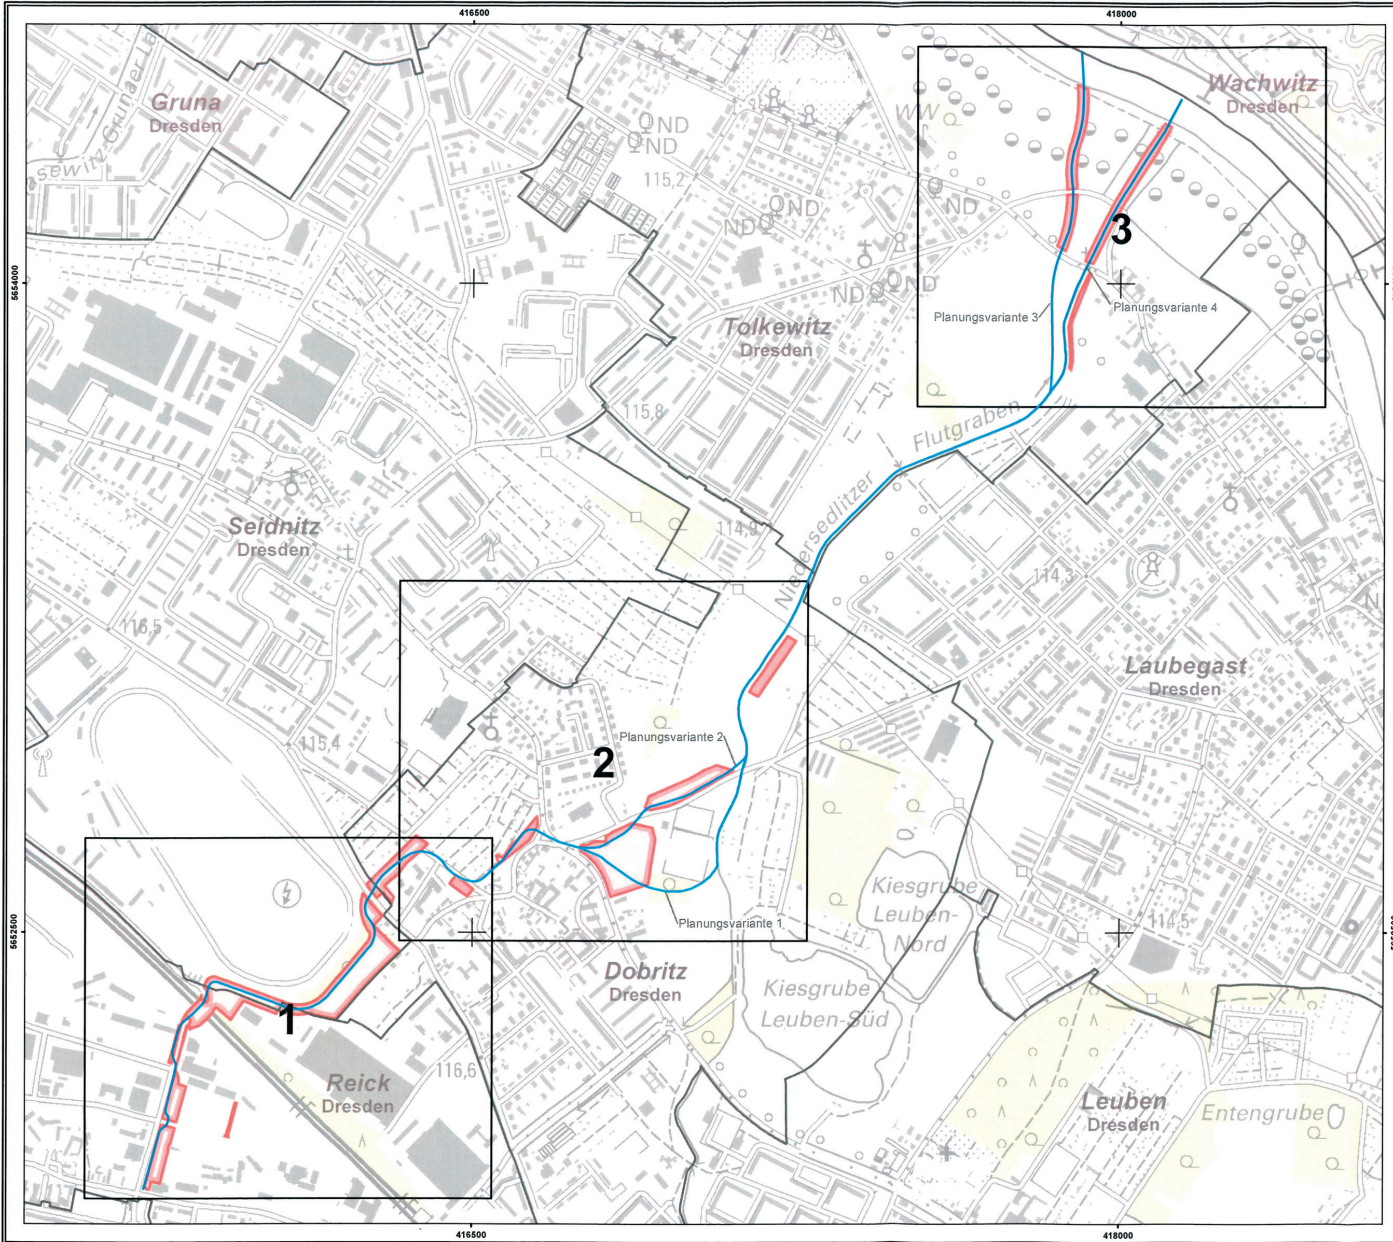 416500
418000
Gruna
Dresden
Wachwitz
Dresden
WW
ND
ND
115,2
ND
ND
ND
3
5654000
ND
ND
Planungsvariante 3
Planungsvariante 4
Tolkewitz
Dresden
115,8
Flutgraben
Niedersedlitzer
Seidnitz
Dresden
114,9
114,3
116,5
Laubegast
Dresden
115,4
Planungsvariante 2
2
Kiesgrube
Leuben-
Nord
Planungsvariante 1
114,5
5652500
Dobritz
Dresden
Kiesgrube
Leuben-Süd
1
116,6
Reick
Dresden
Leuben
Dresden
Entengrube
416500
418000